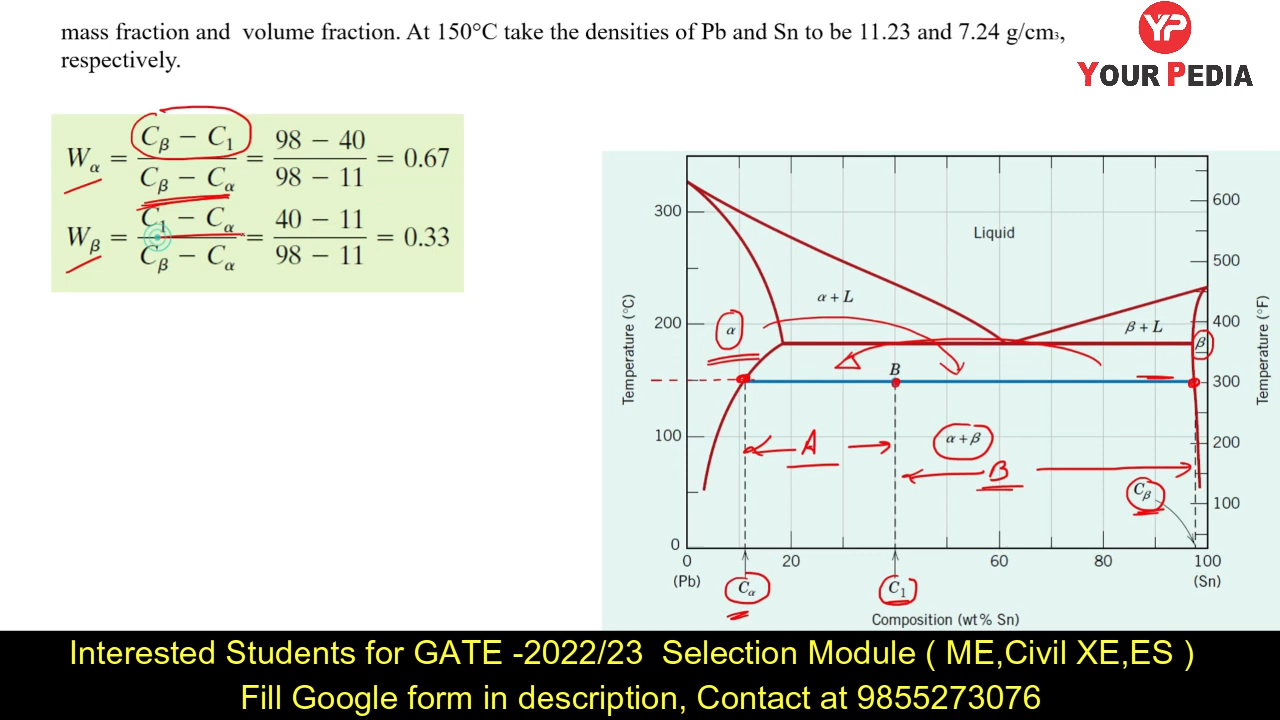 mass fraction and volume fraction. At 150°C take the densities of Pb and Sn to be 11.23 and 7.24 g/cm3,
respectively.
YP
YOUR PEDIA
Wα = Cβ − C1 / Cβ − Cα = 98 − 40 / 98 − 11 = 0.67
Wβ = C1 − Cα / Cβ − Cα = 40 − 11 / 98 − 11 = 0.33
300
200
100
0
Temperature (°C)
600
500
400
300
200
100
Temperature (°F)
Liquid
α + L
β + L
α
β
B
A
α + β
B
Cβ
0
20
60
80
100
(Pb)
Cα
C1
(Sn)
Composition (wt% Sn)
Interested Students for GATE -2022/23 Selection Module ( ME,Civil XE,ES )
Fill Google form in description, Contact at 9855273076